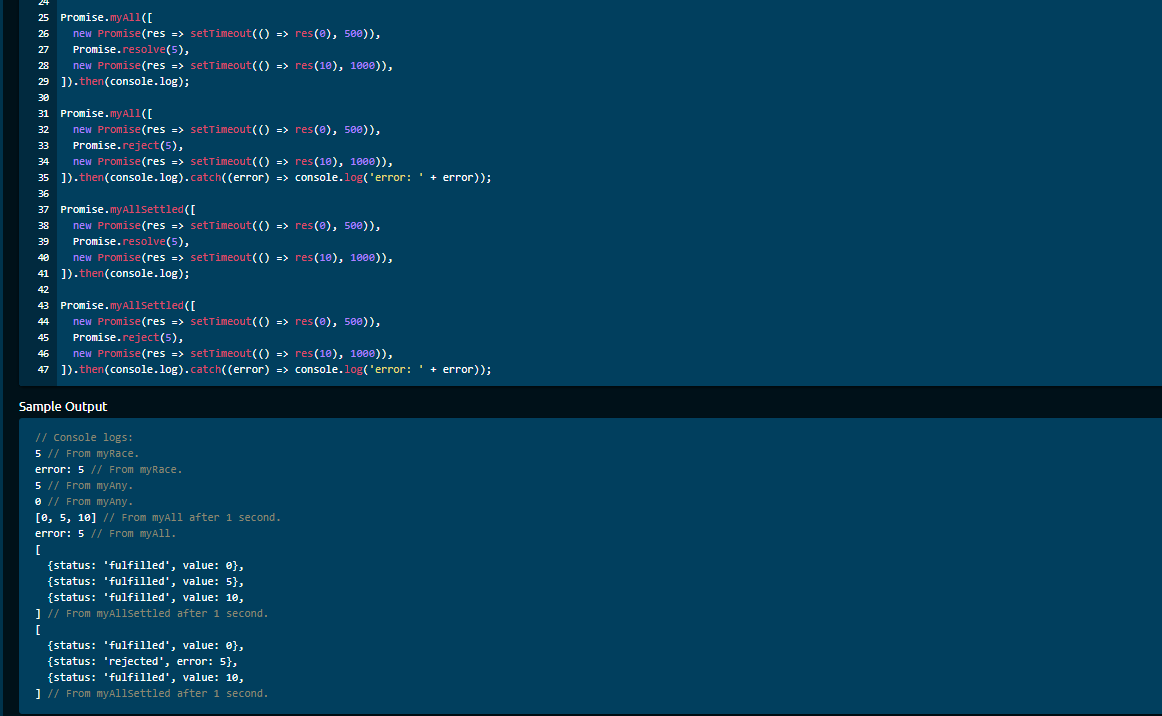 24
25 Promise.myAll([
26   new Promise(res => setTimeout(() => res(0), 500)),
27   Promise.resolve(5),
28   new Promise(res => setTimeout(() => res(10), 1000)),
29 ]).then(console.log);
30
31 Promise.myAll([
32   new Promise(res => setTimeout(() => res(0), 500)),
33   Promise.reject(5),
34   new Promise(res => setTimeout(() => res(10), 1000)),
35 ]).then(console.log).catch((error) => console.log('error: ' + error));
36
37 Promise.myAllSettled([
38   new Promise(res => setTimeout(() => res(0), 500)),
39   Promise.resolve(5),
40   new Promise(res => setTimeout(() => res(10), 1000)),
41 ]).then(console.log);
42
43 Promise.myAllSettled([
44   new Promise(res => setTimeout(() => res(0), 500)),
45   Promise.reject(5),
46   new Promise(res => setTimeout(() => res(10), 1000)),
47 ]).then(console.log).catch((error) => console.log('error: ' + error));
Sample Output
// Console logs:
5 // From myRace.
error: 5 // From myRace.
5 // From myAny.
0 // From myAny.
[0, 5, 10] // From myAll after 1 second.
error: 5 // From myAll.
[
  {status: 'fulfilled', value: 0},
  {status: 'fulfilled', value: 5},
  {status: 'fulfilled', value: 10,
] // From myAllSettled after 1 second.
[
  {status: 'fulfilled', value: 0},
  {status: 'rejected', error: 5},
  {status: 'fulfilled', value: 10,
] // From myAllSettled after 1 second.